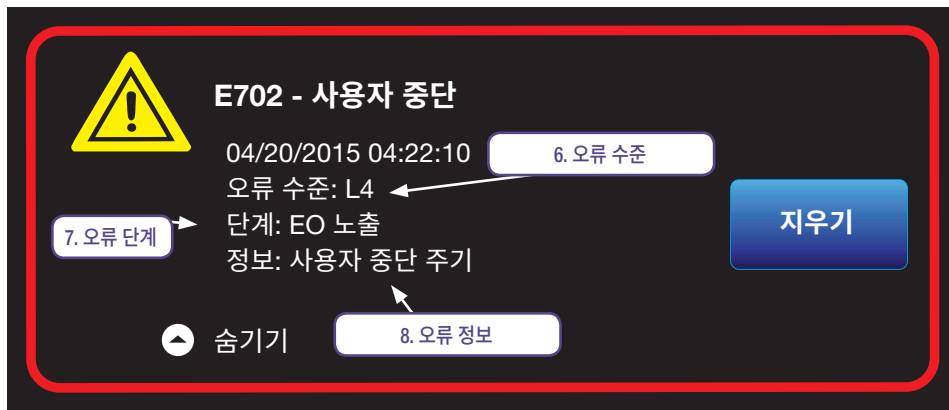 E702 - 사용자 중단
04/20/2015 04:22:10
6. 오류 수준
오류 수준: L4
7. 오류 단계
단계: EO 노출
지우기
정보: 사용자 중단 주기
숨기기
8. 오류 정보